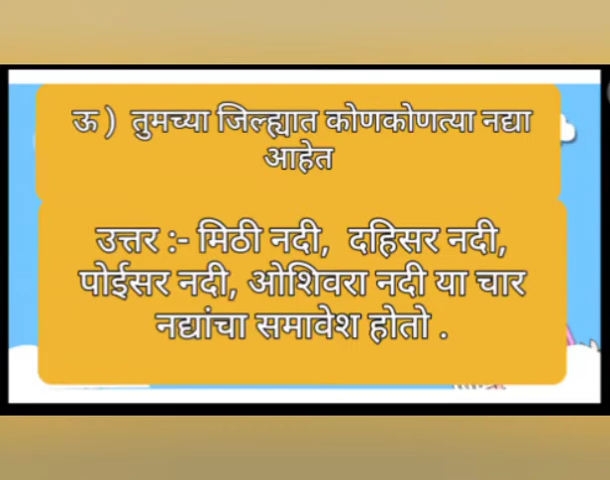 ऊ ) तुमच्या जिल्ह्यात कोणकोणत्या नद्या
आहेत
उत्तर :- मिठी नदी, दहिसर नदी,
पोईसर नदी, ओशिवरा नदी या चार
नद्यांचा समावेश होतो .